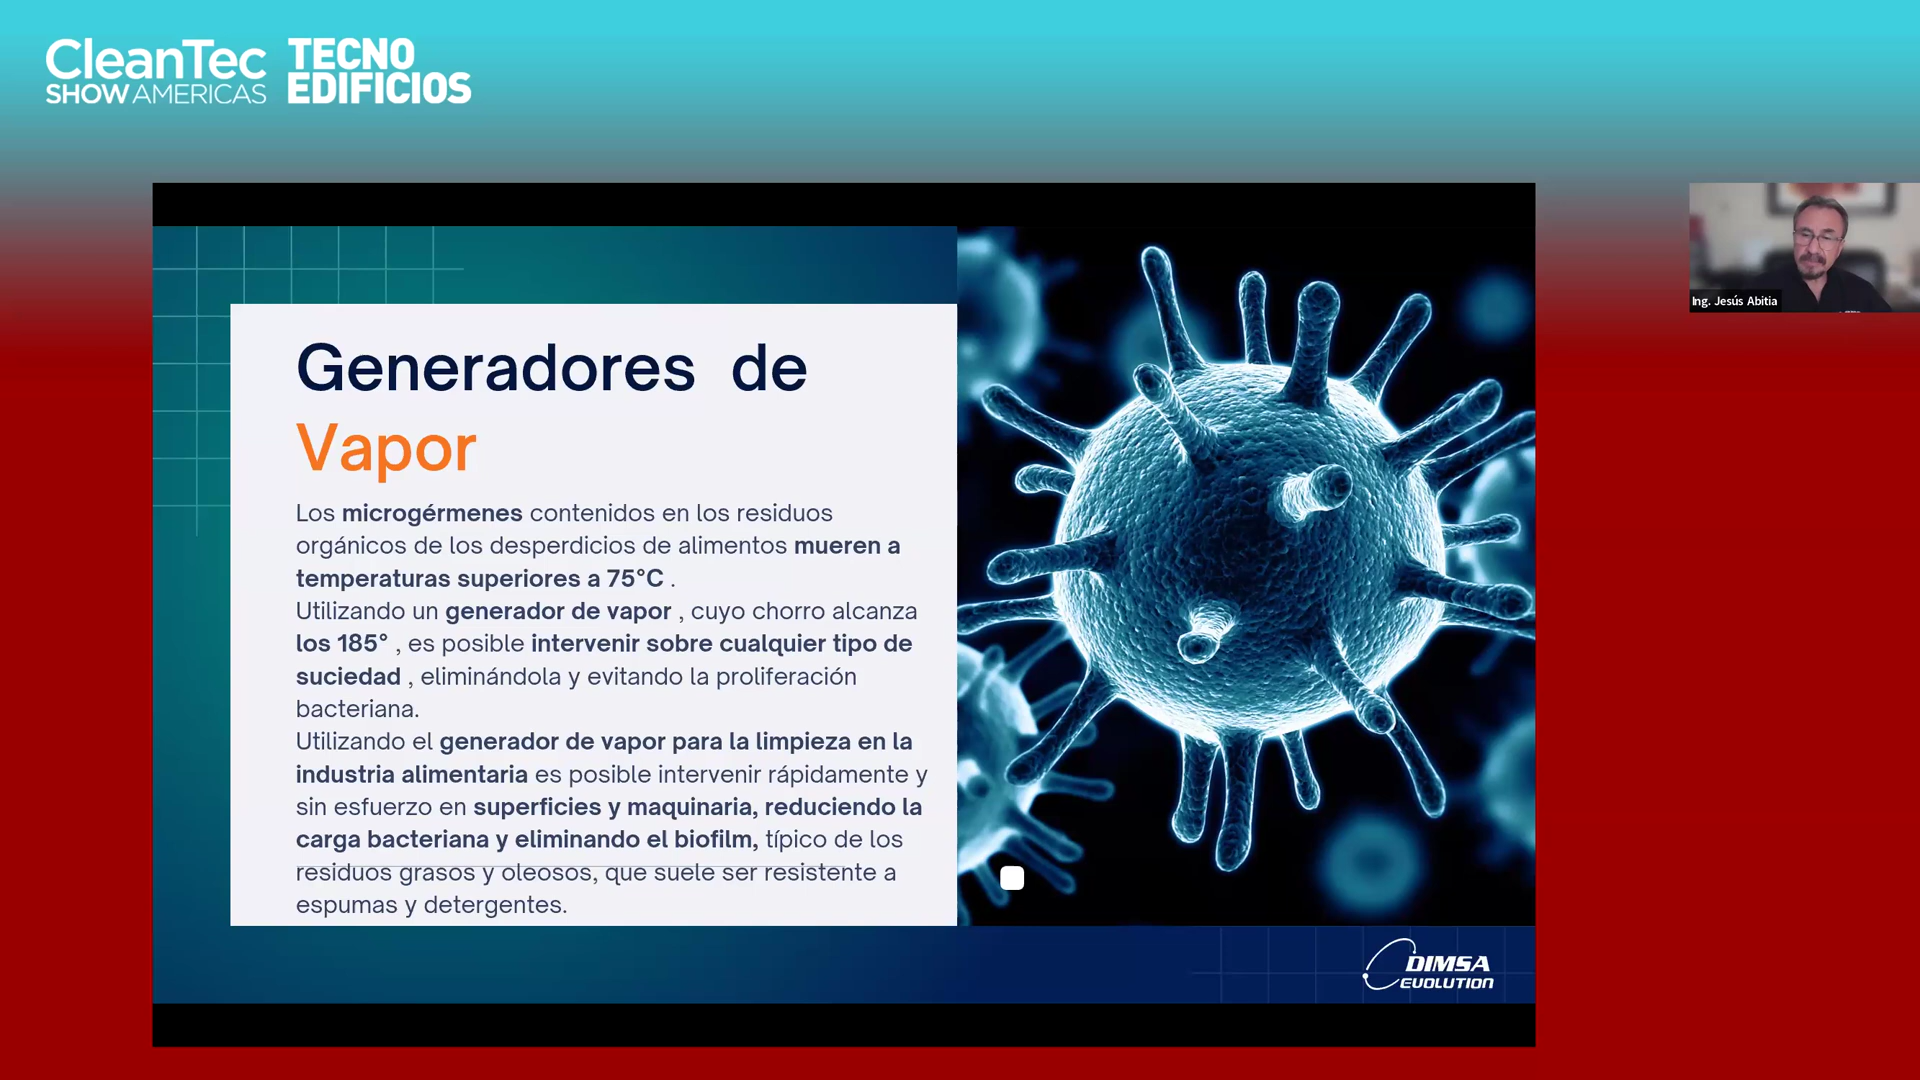 CleanTec
SHOW AMERICAS
TECNO
EDIFICIOS
Ing. Jesús Abitia
Generadores de
Vapor
Los microgérmenes contenidos en los residuos
orgánicos de los desperdicios de alimentos mueren a
temperaturas superiores a 75°C .
Utilizando un generador de vapor , cuyo chorro alcanza
los 185° , es posible intervenir sobre cualquier tipo de
suciedad , eliminándola y evitando la proliferación
bacteriana.
Utilizando el generador de vapor para la limpieza en la
industria alimentaria es posible intervenir rápidamente y
sin esfuerzo en superficies y maquinaria, reduciendo la
carga bacteriana y eliminando el biofilm, típico de los
residuos grasos y oleosos, que suele ser resistente a
espumas y detergentes.
DIMSA
EVOLUTION